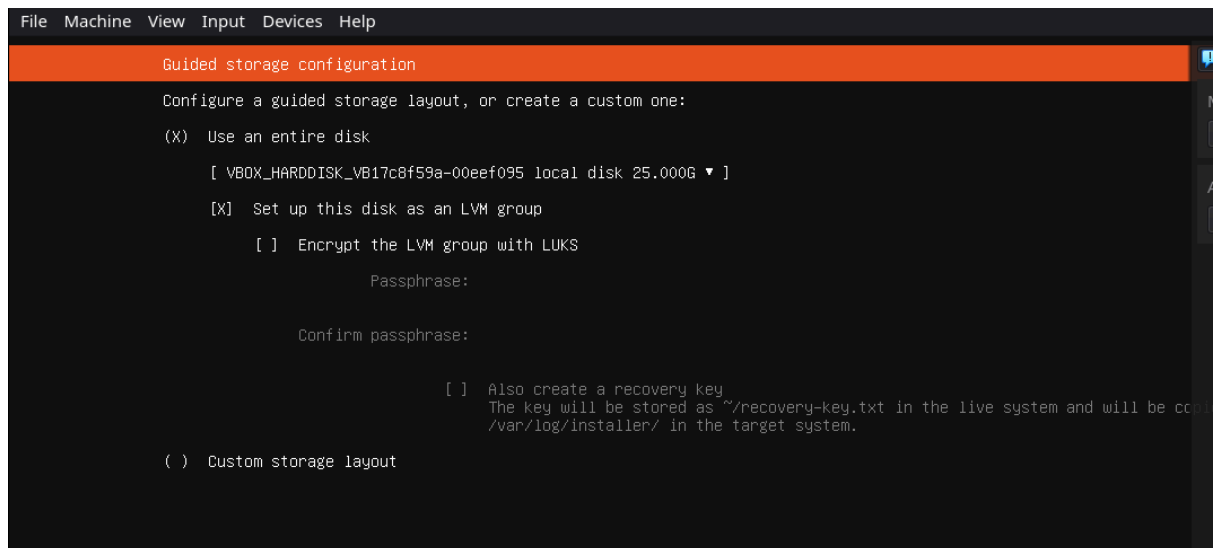 File Machine View Input Devices Help
Guided storage configuration
Configure a guided storage layout, or create a custom one:
(X) Use an entire disk
[ VBOX_HARDDISK_VB17c8f59a-00eef095 local disk 25.000G ▾ ]
[X] Set up this disk as an LVM group
[ ] Encrypt the LVM group with LUKS
Passphrase:
Confirm passphrase:
[ ] Also create a recovery key
The key will be stored as ~/recovery-key.txt in the live system and will be
/var/log/installer/ in the target system.
( ) Custom storage layout